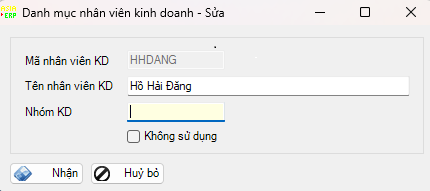 ERP Danh mục nhân viên kinh doanh - Sửa
Mã nhân viên KD HHDANG
Tên nhân viên KD Hồ Hải Đăng
Nhóm KD
Không sử dụng
Nhận Huỷ bỏ